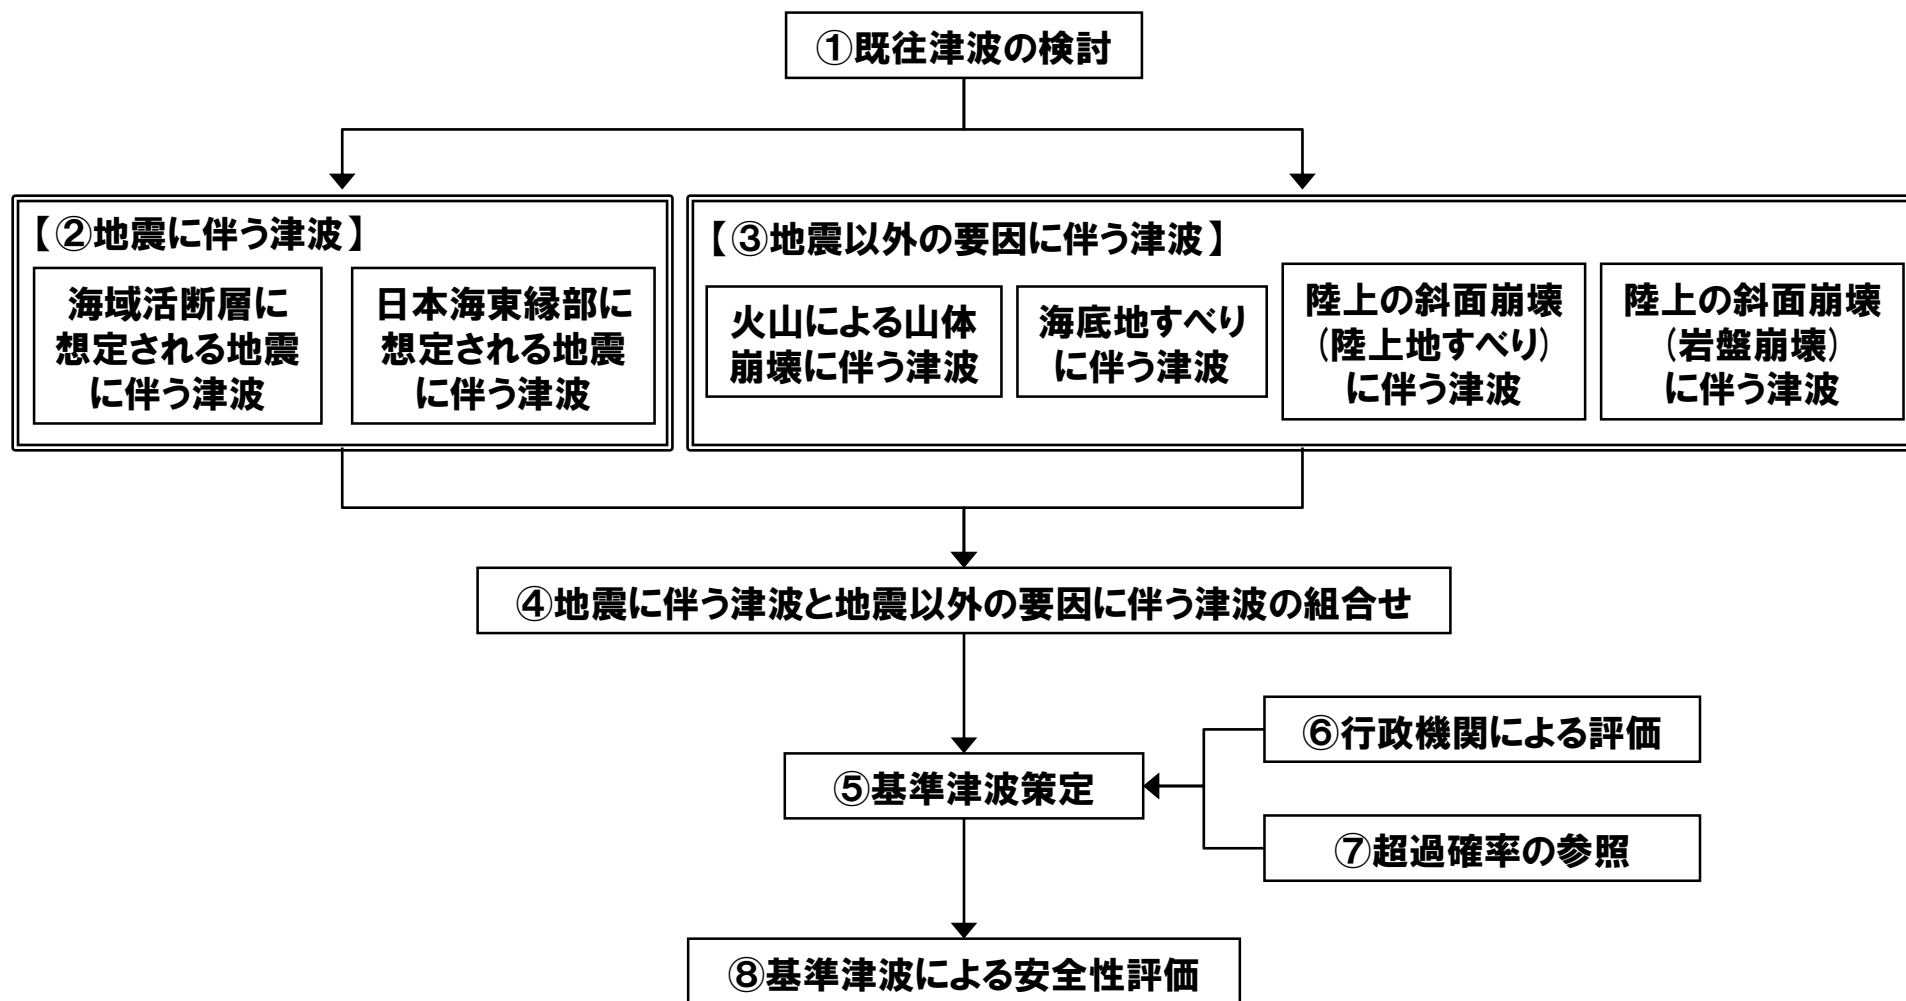 ①既往津波の検討
【②地震に伴う津波】
海域活断層に
想定される地震
に伴う津波
日本海東縁部に
想定される地震
に伴う津波
【③地震以外の要因に伴う津波】
火山による山体
崩壊に伴う津波
海底地すべり
に伴う津波
陸上の斜面崩壊
(陸上地すべり)
に伴う津波
陸上の斜面崩壊
(岩盤崩壊)
に伴う津波
④地震に伴う津波と地震以外の要因に伴う津波の組合せ
⑥行政機関による評価
⑤基準津波策定
⑦超過確率の参照
⑧基準津波による安全性評価